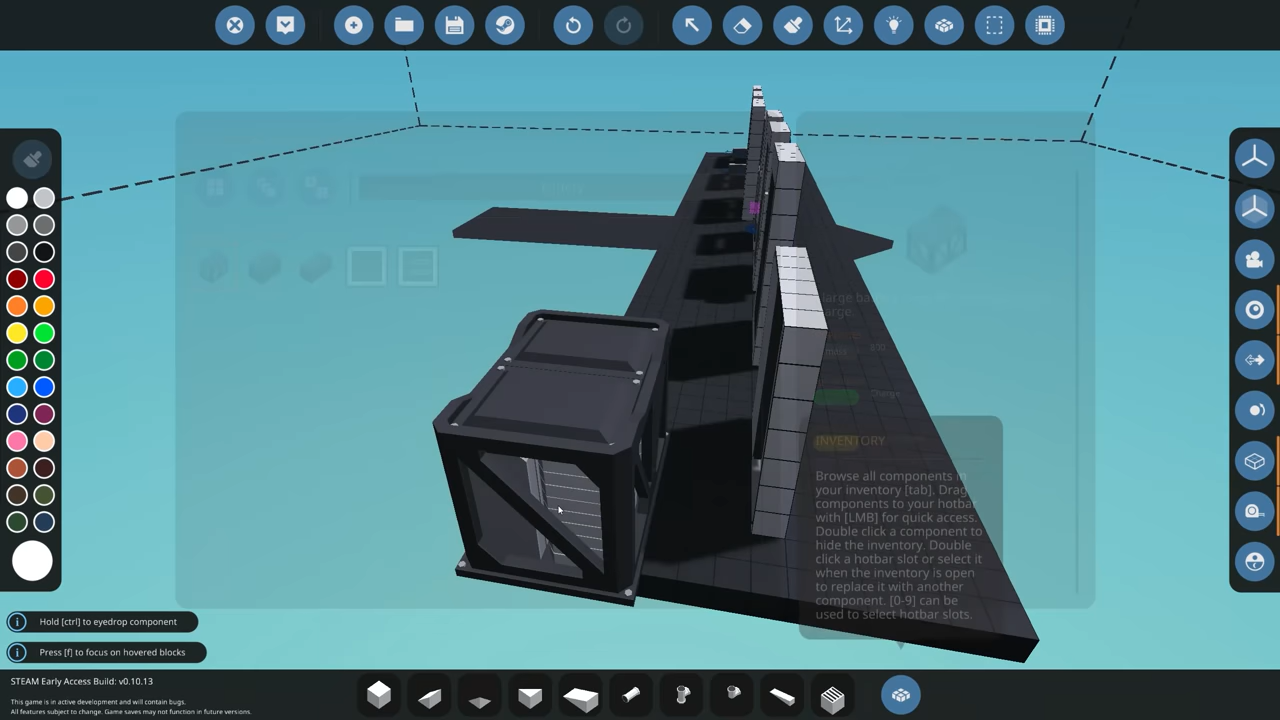 INVENTORY
Browse all components in
your inventory [tab]. Drag
components to your hotbar
with [LMB] for quick access.
Double click a component to
hide the inventory. Double
click a hotbar slot or select it
when the inventory is open
to replace it with another
component. [0-9] can be
used to select hotbar slots.
Hold [ctrl] to eyedrop component
Press [f] to focus on hovered blocks
STEAM Early Access Build: v0.10.13
This game is in active development and will contain bugs.
All features subject to change. Game saves may not function in future versions.